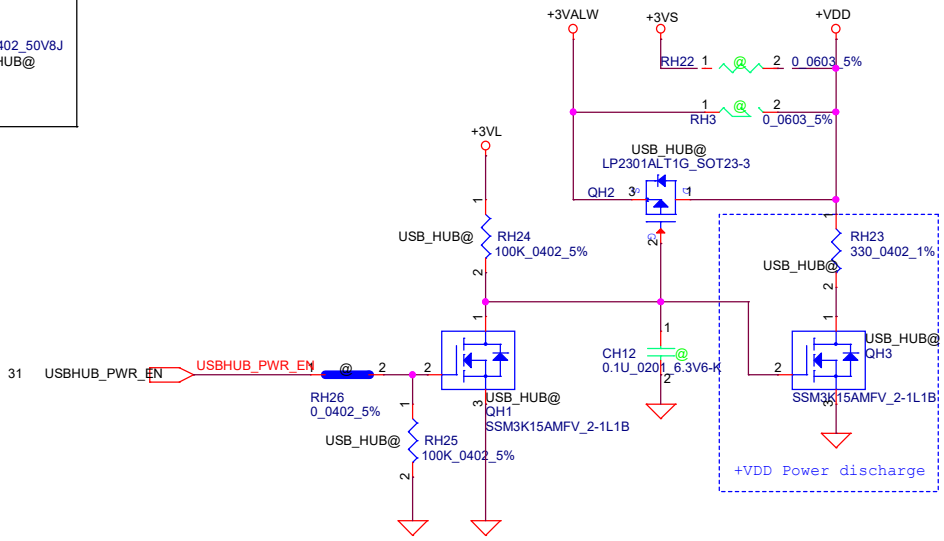 402_50V8J
HUB@
+3VALW
+3VS
+VDD
RH22 1 @ 2 0_0603_5%
1 @ 2
RH3 0_0603_5%
+3VL
USB_HUB@
LP2301ALT1G_SOT23-3
QH2 3 S D 1
G
2
1
USB_HUB@ RH24
100K_0402_5%
2
1
RH23
330_0402_1%
USB_HUB@
2
1
1
CH12 @
0.1U_0201_6.3V6-K
2
1
USB_HUB@
QH3
2
SSM3K15AMFV_2-1L1B
3
31 USBHUB_PWR_EN USBHUB_PWR_EN 1 @ 2 2
RH26
0_0402_5%
3 USB_HUB@
QH1
SSM3K15AMFV_2-1L1B
1
USB_HUB@ RH25
100K_0402_5%
2
+VDD Power discharge